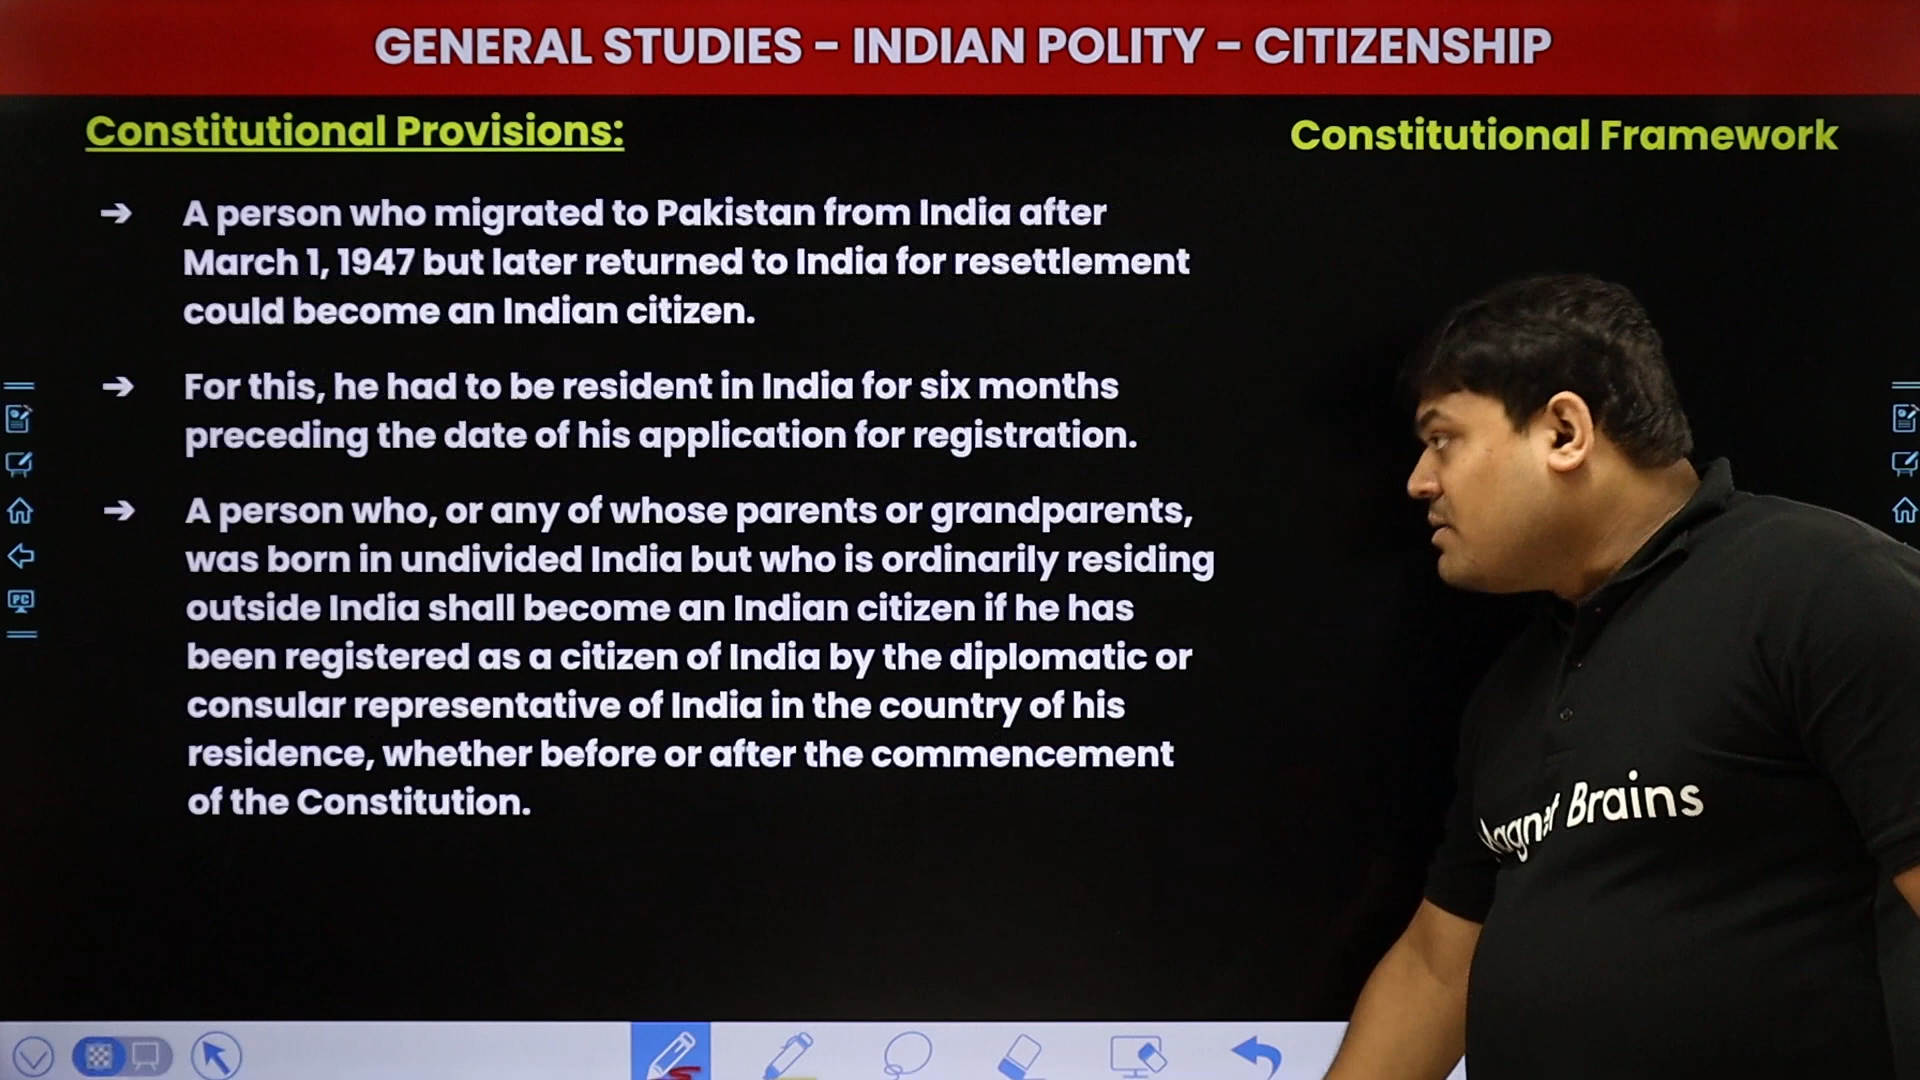 GENERAL STUDIES - INDIAN POLITY - CITIZENSHIP
Constitutional Provisions:
Constitutional Framework
➔ A person who migrated to Pakistan from India after
March 1, 1947 but later returned to India for resettlement
could become an Indian citizen.
➔ For this, he had to be resident in India for six months
preceding the date of his application for registration.
➔ A person who, or any of whose parents or grandparents,
was born in undivided India but who is ordinarily residing
outside India shall become an Indian citizen if he has
been registered as a citizen of India by the diplomatic or
consular representative of India in the country of his
residence, whether before or after the commencement
of the Constitution.
PC
Brains